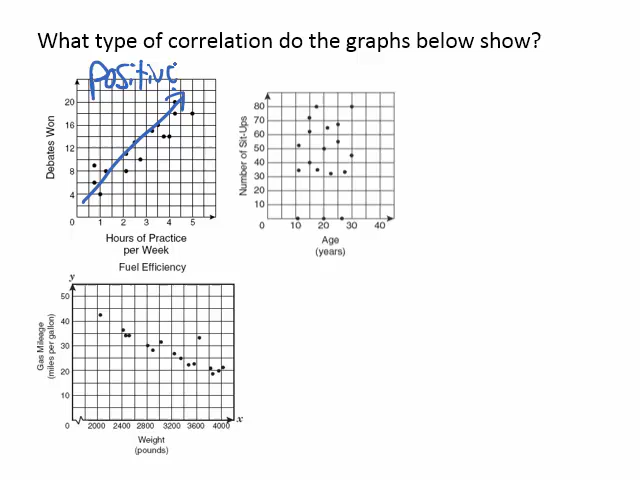 What type of correlation do the graphs below show?
Positive
Debates Won
20
16
12
8
4
0 1 2 3 4 5
Hours of Practice
per Week
Number of Sit-Ups
80
70
60
50
40
30
20
10
0 10 20 30 40
Age
(years)
Fuel Efficiency
y
Gas Mileage
(miles per gallon)
50
40
30
20
10
0 2000 2400 2800 3200 3600 4000 x
Weight
(pounds)